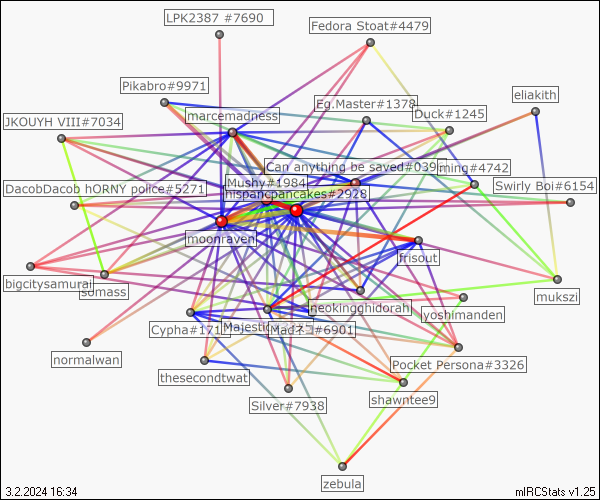 LPK2387 #7690
Fedora Stoat#4479
Pikabro#9971
eliakith
Eg.Master#1378
marcemadness
Duck#1245
JKOUYH VIII#7034
Can anything be saved#039
ming#4742
Mushy#1984
DacobDacob hORNY police#5271
Swirly Boi#6154
hispancpancakes#2928
moonraven
frisout
bigcitysamurai
somass
mukszi
neokingghidorah
lyoshimanden
Cypha#171
Majestic
Mad
#6901
normalwan
Pocket Persona#3326
thesecondtwat
shawntee9
Silver#7938
zebula
3.2.2024 16:34
mIRCStats v1.25